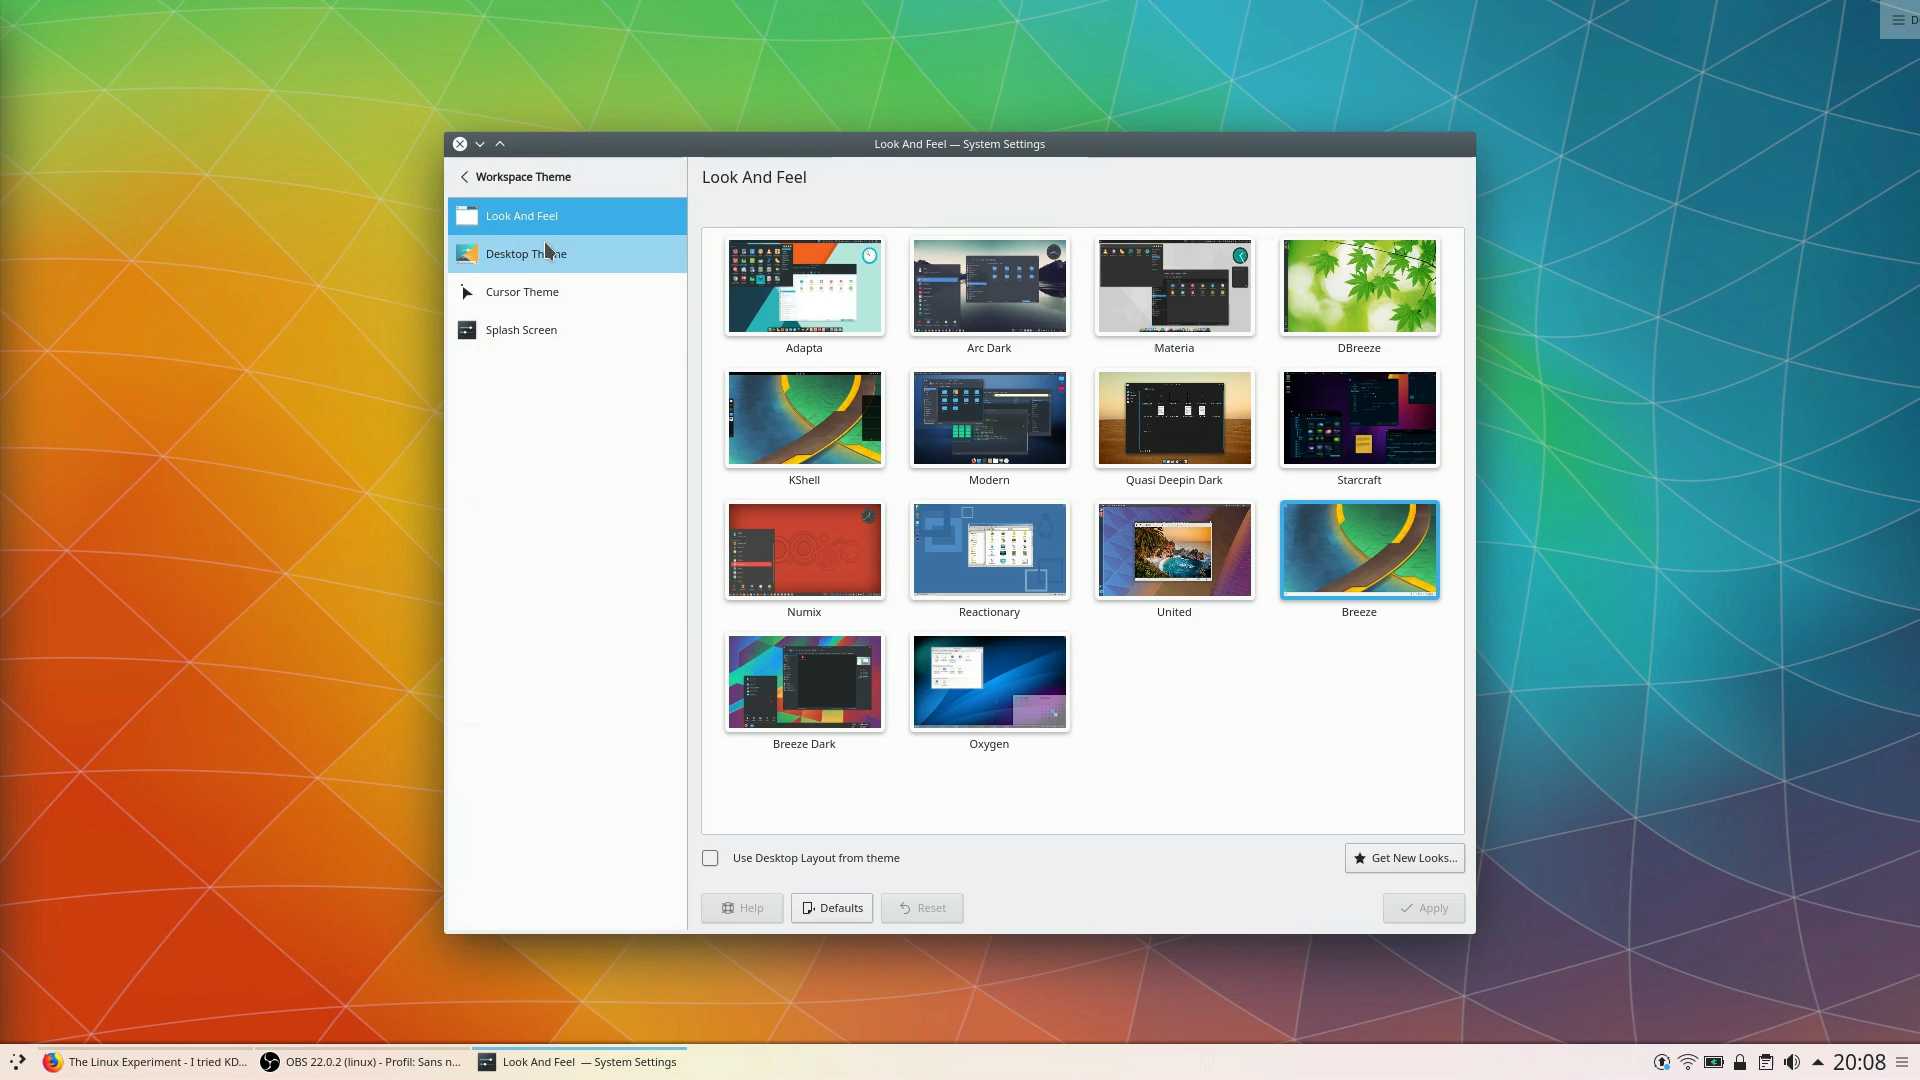 D
Look And Feel — System Settings
Workspace Theme
Look And Feel
Desktop Theme
Cursor Theme
Splash Screen
Look And Feel
Adapta
Arc Dark
Materia
DBreeze
KShell
Modern
Quasi Deepin Dark
Starcraft
Numix
Reactionary
United
Breeze
Breeze Dark
Oxygen
Use Desktop Layout from theme
Get New Looks...
Help
Defaults
Reset
Apply
The Linux Experiment - I tried KD...
OBS 22.0.2 (linux) - Profil: Sans n...
Look And Feel — System Settings
20:08